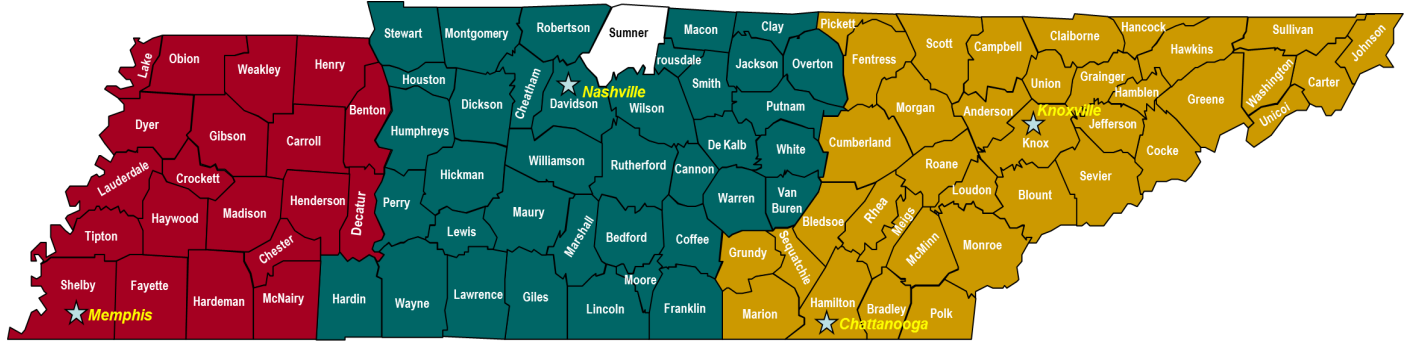 Stewart
Montgomery
Robertson
Sumner
Macon
Clay
Pickett
Scott
Campbell
Claiborne
Hancock
Hawkins
Sullivan
Johnson
Lake
Obion
Weakley
Henry
Houston
Cheatham
rousdale
Smith
Jackson
Overton
Fentress
Union
Grainger
Hamblen
Greene
Washington
Carter
Unicoi
Benton
Dickson
Davidson
Nashville
Wilson
Putnam
Morgan
Anderson
Knoxville
Knox
Jefferson
Cocke
Dyer
Gibson
Carroll
Humphreys
Williamson
Rutherford
De Kalb
White
Cumberland
Roane
Loudon
Blount
Sevier
Lauderdale
Crockett
Haywood
Madison
Henderson
Decatur
Perry
Hickman
Lewis
Maury
Marshall
Bedford
Cannon
Coffee
Warren
Van
Buren
Bledsoe
Rhea
Meigs
McMinn
Monroe
Tipton
Chester
Grundy
Sequatchie
Shelby
Memphis
Fayette
Hardeman
McNairy
Hardin
Wayne
Lawrence
Giles
Lincoln
Moore
Franklin
Marion
Hamilton
Chattanooga
Bradley
Polk